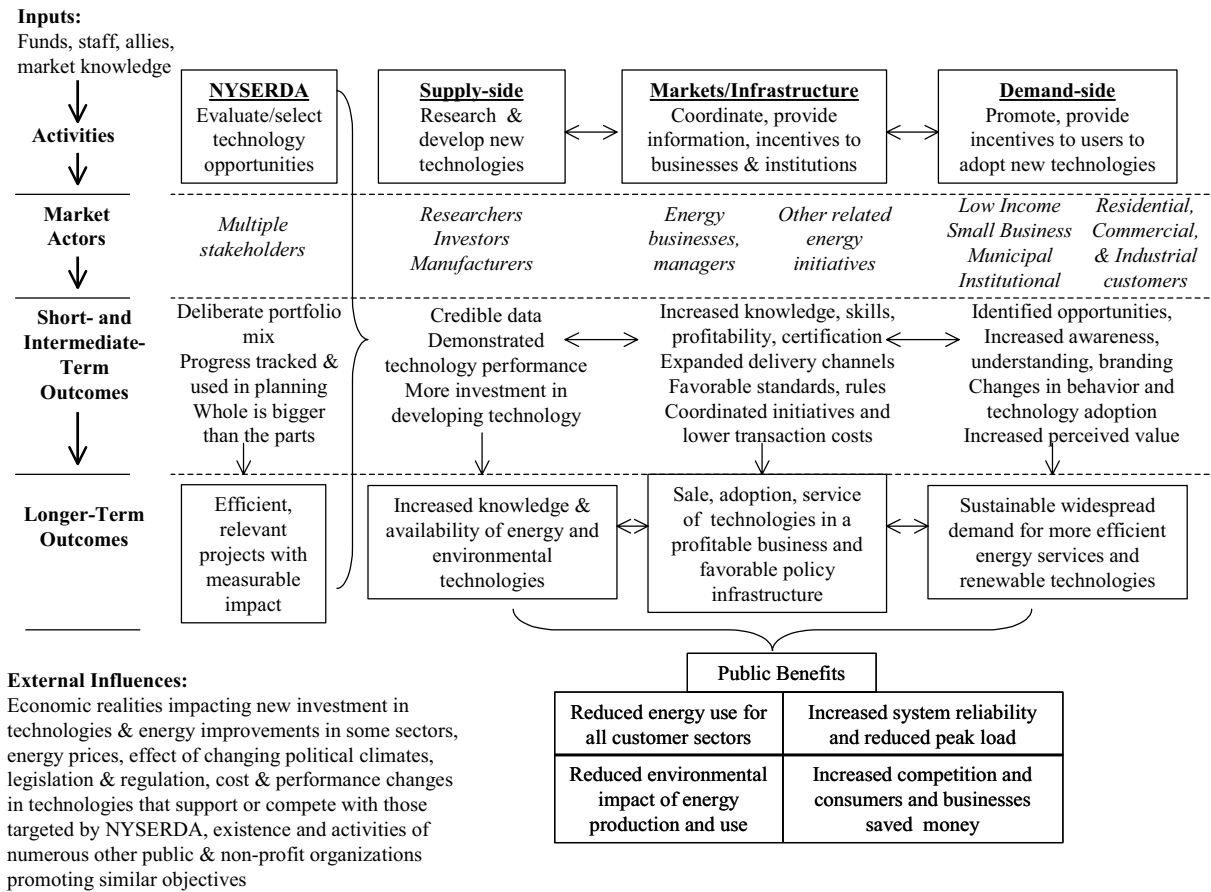 Inputs:
Funds, staff, allies,
market knowledge
Activities
NYSERDA
Evaluate/select
technology
opportunities
Supply-side
Research & 
develop new
technologies
Markets/Infrastructure
Coordinate, provide
information, incentives to
businesses & institutions
Demand-side
Promote, provide
incentives to users to
adopt new technologies
Market
Actors
Multiple
stakeholders
Researchers
Investors
Manufacturers
Energy
businesses,
managers
Other related
energy
initiatives
Low Income
Small Business
Municipal
Institutional
Residential,
Commercial,
& Industrial
customers
Short- and
Intermediate-
Term
Outcomes
Deliberate portfolio
mix
Progress tracked &
used in planning
Whole is bigger
than the parts
Credible data
Demonstrated
technology performance
More investment in
developing technology
Increased knowledge, skills,
profitability, certification
Expanded delivery channels
Favorable standards, rules
Coordinated initiatives and
lower transaction costs
Identified opportunities,
Increased awareness,
understanding, branding
Changes in behavior and
technology adoption
Increased perceived value
Longer-Term
Outcomes
Efficient,
relevant
projects with
measurable
impact
Increased knowledge &
availability of energy and
environmental
technologies
Sale, adoption, service
of technologies in a
profitable business and
favorable policy
infrastructure
Sustainable widespread
demand for more efficient
energy services and
renewable technologies
Public Benefits
Reduced energy use for
all customer sectors
Increased system reliability
and reduced peak load
Reduced environmental
impact of energy
production and use
Increased competition and
consumers and businesses
saved money
External Influences:
Economic realities impacting new investment in
technologies & energy improvements in some sectors,
energy prices, effect of changing political climates,
legislation & regulation, cost & performance changes
in technologies that support or compete with those
targeted by NYSERDA, existence and activities of
numerous other public & non-profit organizations
promoting similar objectives